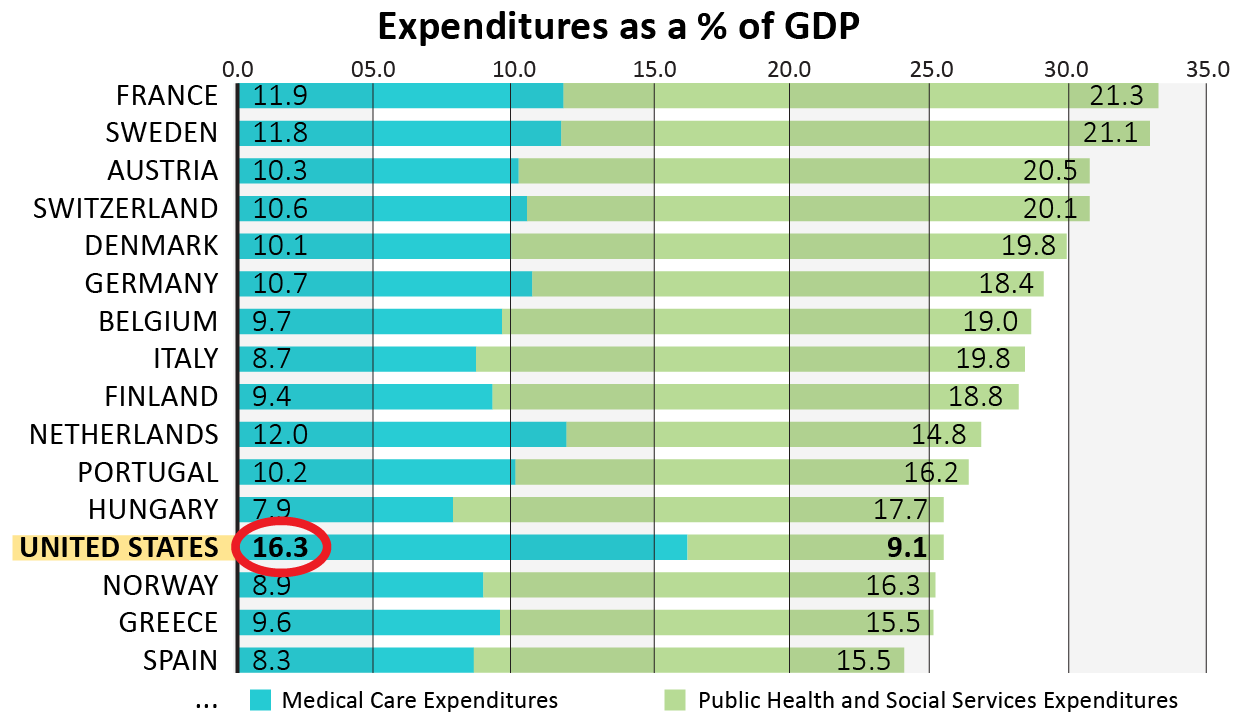 Expenditures as a % of GDP
0.0 05.0 10.0 15.0 20.0 25.0 30.0 35.0
FRANCE 11.9 21.3
SWEDEN 11.8 21.1
AUSTRIA 10.3 20.5
SWITZERLAND 10.6 20.1
DENMARK 10.1 19.8
GERMANY 10.7 18.4
BELGIUM 9.7 19.0
ITALY 8.7 19.8
FINLAND 9.4 18.8
NETHERLANDS 12.0 14.8
PORTUGAL 10.2 16.2
HUNGARY 7.9 17.7
UNITED STATES 16.3 9.1
NORWAY 8.9 16.3
GREECE 9.6 15.5
SPAIN 8.3 15.5
... Medical Care Expenditures Public Health and Social Services Expenditures